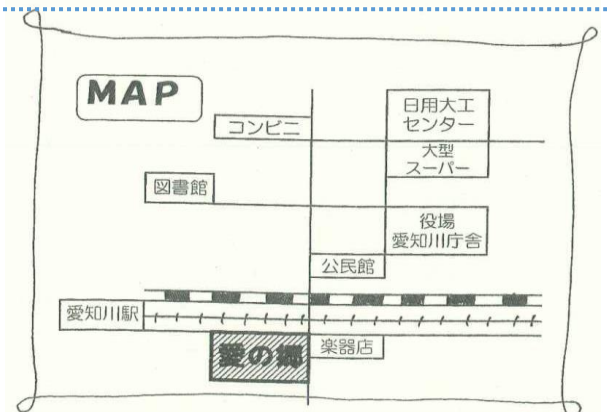 MAP
コンビニ
日用大工
センター
大型
スーパー
図書館
役場
愛知川庁舎
公民館
愛知川駅
愛の郷
楽器店